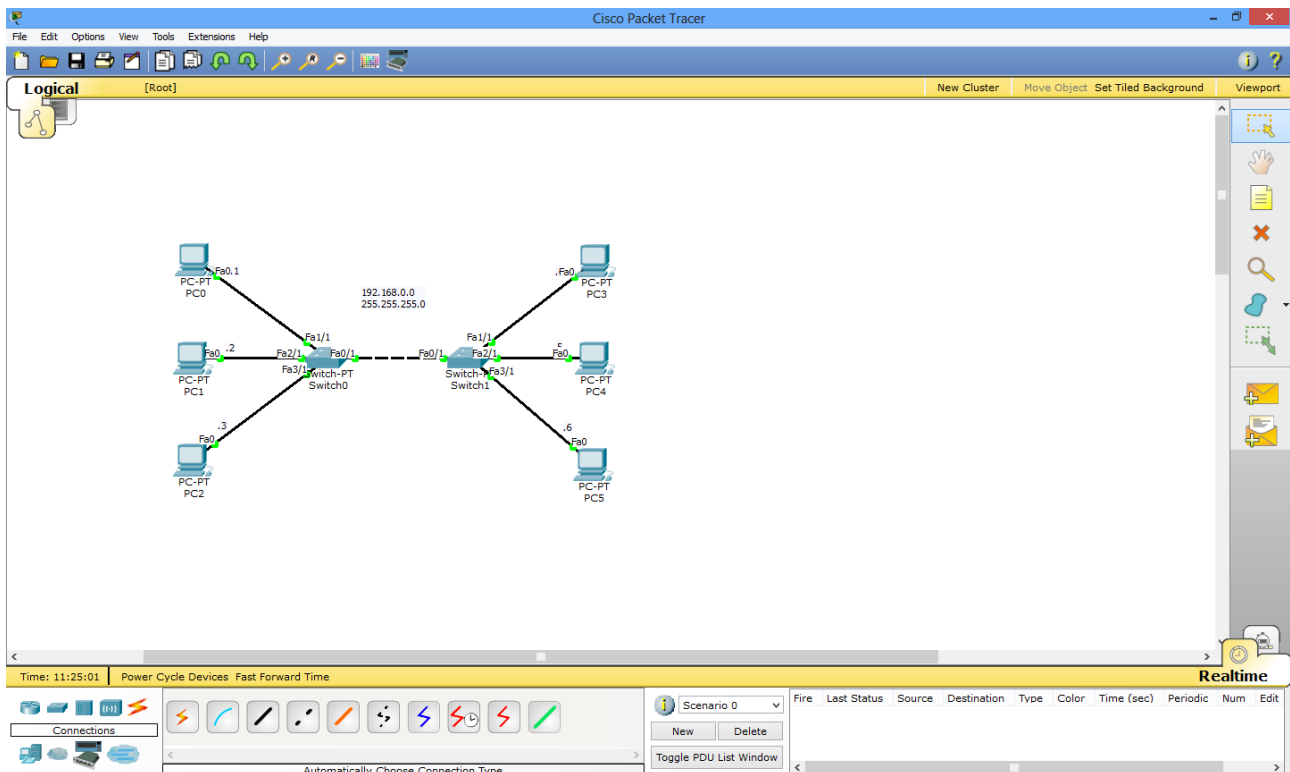 Cisco Packet Tracer
File Edit Options View Tools Extensions Help
Logical [Root] New Cluster Move Object Set Tiled Background Viewport
Fa0.1
PC-PT
PC0
192.168.0.0
255.255.255.0
.Fa0
PC-PT
PC3
Fa1/1
Fa1/1
Fa0 .2
Fa2/1 Fa0/1
Fa0/1 Fa2/1
Fa0
PC-PT
PC1
Fa3/1
Switch-PT
Switch0
Switch-P
Fa3/1
Switch1
PC-PT
PC4
.3
Fa0
PC-PT
PC2
.6
Fa0
PC-PT
PC5
Time: 11:25:01 Power Cycle Devices Fast Forward Time Realtime
Connections
Automatically Choose Connection Type
Scenario 0
New Delete
Toggle PDU List Window
Fire Last Status Source Destination Type Color Time (sec) Periodic Num Edit